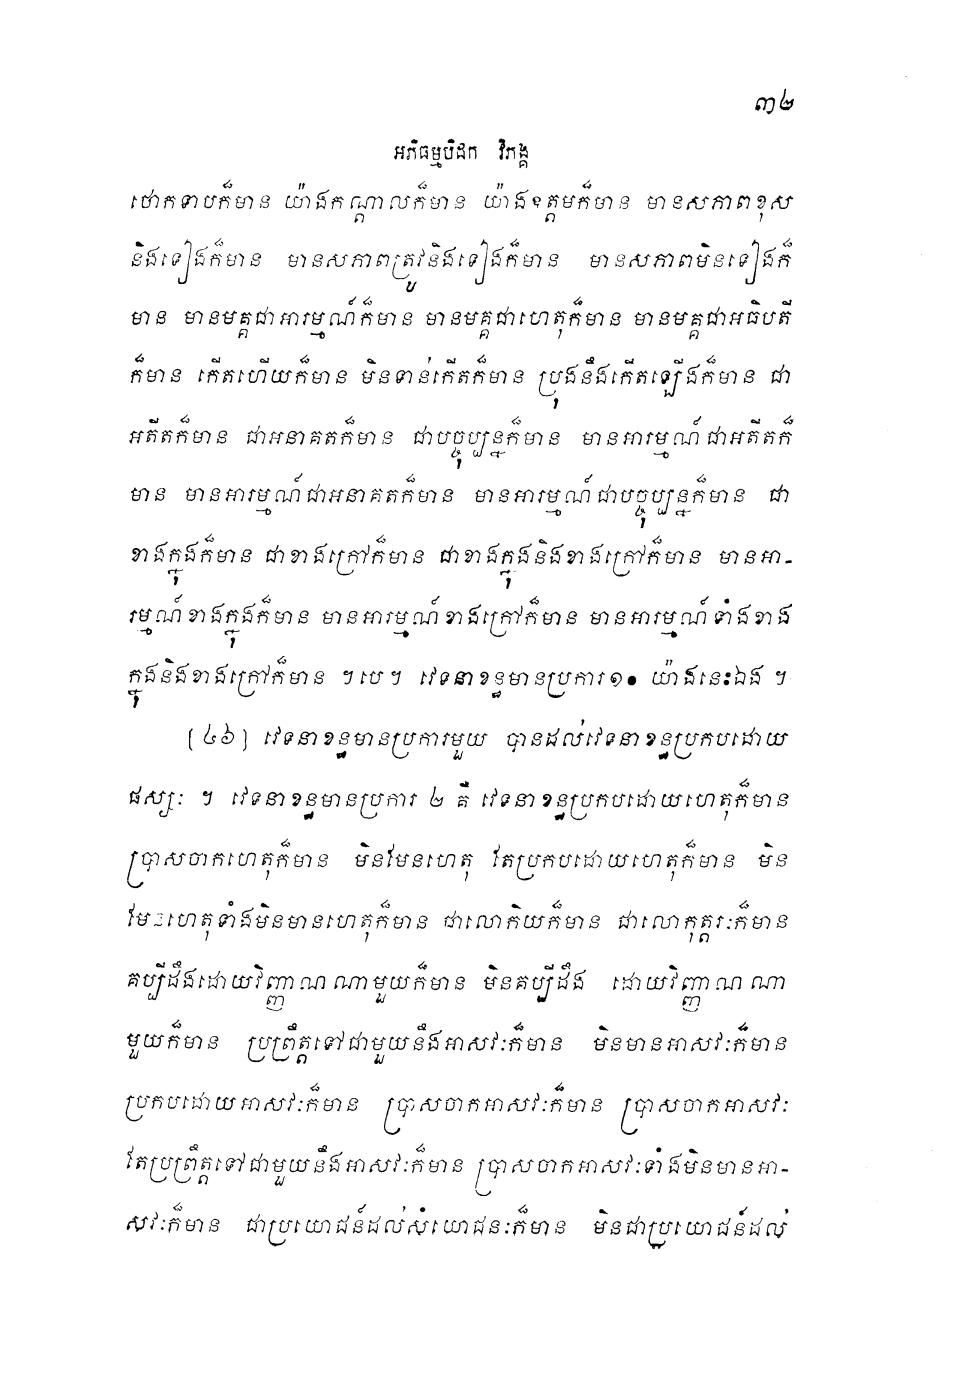 ៣២
អភិធម្មបិដក វិភង្គ
ថោកទាបក៏មាន យ៉ាងកណ្តាលក៏មាន យ៉ាងឧត្តមក៏មាន មានសភាពខុស
និងទៀងក៏មាន មានសភាពត្រូវនិងទៀងក៏មាន មានសភាពមិនទៀងក៏
មាន មានមគ្គជាអារម្មណ៍ក៏មាន មានមគ្គជាហេតុក៏មាន មានមគ្គជាអធិបតី
ក៏មាន កើតហើយក៏មាន មិនទាន់កើតក៏មាន ប្រុងនឹងកើតឡើងក៏មាន ជា
អតីតក៏មាន ជាអនាគតក៏មាន ជាបច្ចុប្បន្នក៏មាន មានអារម្មណ៍ជាអតីតក៏
មាន មានអារម្មណ៍ជាអនាគតក៏មាន មានអារម្មណ៍ជាបច្ចុប្បន្នក៏មាន ជា
ខាងក្នុងក៏មាន ជាខាងក្រៅក៏មាន ជាខាងក្នុងនិងខាងក្រៅក៏មាន មានអា-
រម្មណ៍ខាងក្នុងក៏មាន មានអារម្មណ៍ខាងក្រៅក៏មាន មានអារម្មណ៍ទាំងខាង
ក្នុងនិងខាងក្រៅក៏មាន ។បេ។ វេទនាខន្ធមានប្រការ១០ យ៉ាងនេះឯង ។
(៤៦) វេទនាខន្ធមានប្រការមួយ បានដល់វេទនាខន្ធប្រកបដោយ
ផស្សៈ ។ វេទនាខន្ធមានប្រការ ២ គឺ វេទនាខន្ធប្រកបដោយហេតុក៏មាន
ប្រាសចាកហេតុក៏មាន មិនមែនហេតុ តែប្រកបដោយហេតុក៏មាន មិន
មែនហេតុទាំងមិនមានហេតុក៏មាន ជាលោកិយក៏មាន ជាលោកុត្តរៈក៏មាន
គប្បីដឹងដោយវិញ្ញាណណាមួយក៏មាន មិនគប្បីដឹង ដោយវិញ្ញាណណា
មួយក៏មាន ប្រព្រឹត្តទៅជាមួយនឹងអាសវៈក៏មាន មិនមានអាសវៈក៏មាន
ប្រកបដោយអាសវៈក៏មាន ប្រាសចាកអាសវៈក៏មាន ប្រាសចាកអាសវៈ
តែប្រព្រឹត្តទៅជាមួយនឹងអាសវៈក៏មាន ប្រាសចាកអាសវៈទាំងមិនមានអា-
សវៈក៏មាន ជាប្រយោជន៍ដល់សំយោជនៈក៏មាន មិនជាប្រយោជន៍ដល់